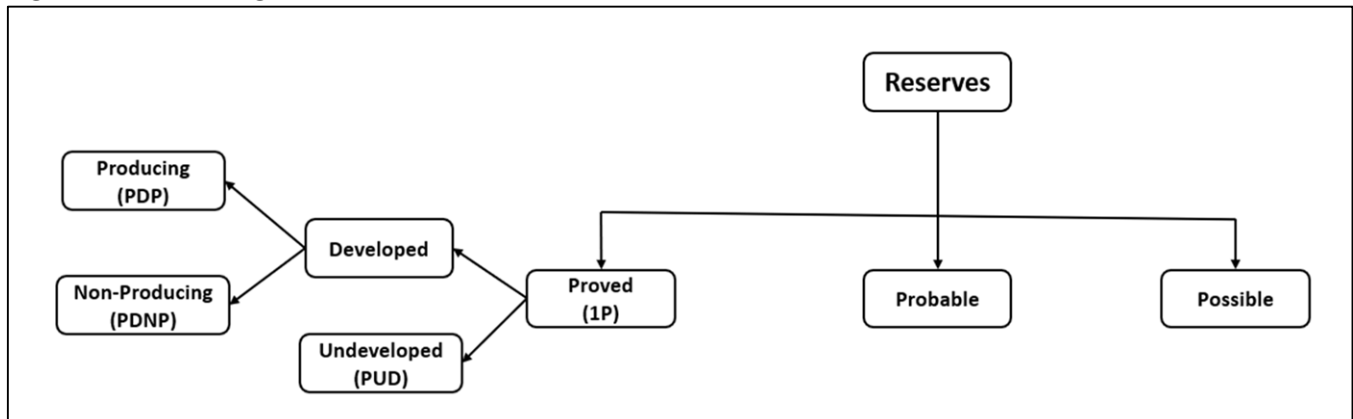 Reserves
Producing
(PDP)
Developed
Non-Producing
(PDNP)
Proved
(1P)
Probable
Possible
Undeveloped
(PUD)